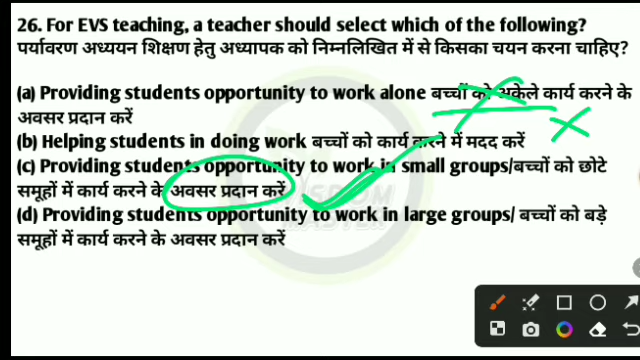 26. For EVS teaching, a teacher should select which of the following?
पर्यावरण अध्ययन शिक्षण हेतु अध्यापक को निम्नलिखित में से किसका चयन करना चाहिए?
(a) Providing students opportunity to work alone बच्चों को अकेले कार्य करने के
अवसर प्रदान करें
(b) Helping students in doing work बच्चों को कार्य करने में मदद करें
(c) Providing students opportunity to work in small groups/बच्चों को छोटे
समूहों में कार्य करने के अवसर प्रदान करें
(d) Providing students opportunity to work in large groups/ बच्चों को बड़े
समूहों में कार्य करने के अवसर प्रदान करें
WISDOM
MASTER